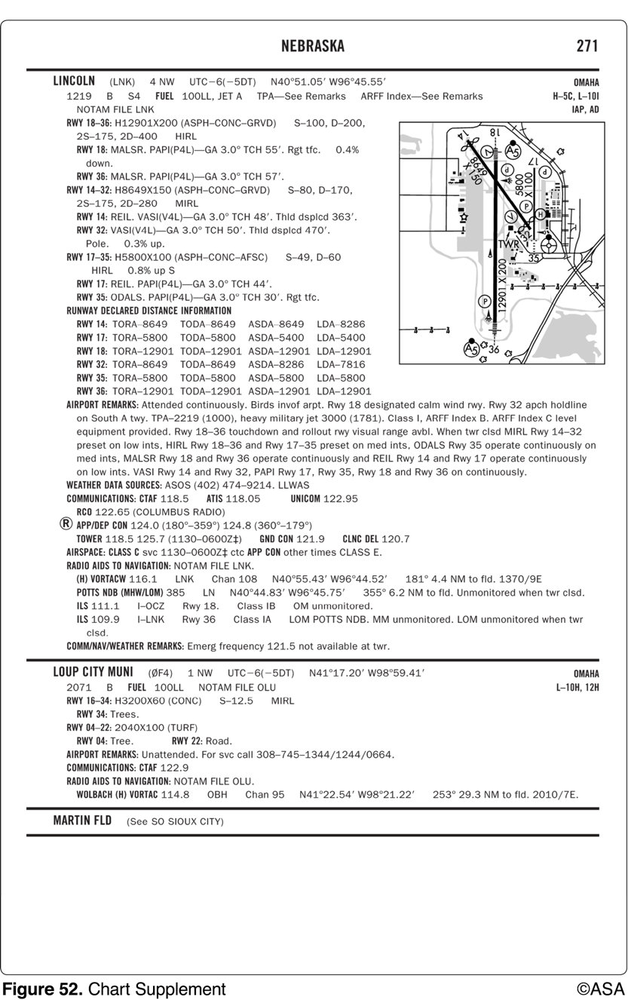 NEBRASKA 271
LINCOLN (LNK) 4 NW UTC−6(−5DT) N40°51.05′ W96°45.55′ OMAHA
1219 B S4 FUEL 100LL, JET A TPA—See Remarks ARFF Index—See Remarks H–5C, L–10I
NOTAM FILE LNK IAP, AD
RWY 18–36: H12901X200 (ASPH–CONC–GRVD) S–100, D–200,
2S–175, 2D–400 HIRL
RWY 18: MALSR. PAPI(P4L)—GA 3.0° TCH 55′. Rgt tfc. 0.4%
down.
RWY 36: MALSR. PAPI(P4L)—GA 3.0° TCH 57′.
RWY 14–32: H8649X150 (ASPH–CONC–GRVD) S–80, D–170,
2S–175, 2D–280 MIRL
RWY 14: REIL. VASI(V4L)—GA 3.0° TCH 48′. Thld dsplcd 363′.
RWY 32: VASI(V4L)—GA 3.0° TCH 50′. Thld dsplcd 470′.
Pole. 0.3% up.
RWY 17–35: H5800X100 (ASPH–CONC–AFSC) S–49, D–60
HIRL 0.8% up S
RWY 17: REIL. PAPI(P4L)—GA 3.0° TCH 44′.
RWY 35: ODALS. PAPI(P4L)—GA 3.0° TCH 30′. Rgt tfc.
RUNWAY DECLARED DISTANCE INFORMATION
RWY 14: TORA–8649 TODA–8649 ASDA–8649 LDA–8286
RWY 17: TORA–5800 TODA–5800 ASDA–5400 LDA–5400
RWY 18: TORA–12901 TODA–12901 ASDA–12901 LDA–12901
RWY 32: TORA–8649 TODA–8649 ASDA–8286 LDA–7816
RWY 35: TORA–5800 TODA–5800 ASDA–5800 LDA–5800
RWY 36: TORA–12901 TODA–12901 ASDA–12901 LDA–12901
14
18
A5
17
V
P
P
8649 X 150
5800 X 100
P
V
H
32
TWR
35
12901 X 200
P
A5
36
AIRPORT REMARKS: Attended continuously. Birds invof arpt. Rwy 18 designated calm wind rwy. Rwy 32 apch holdline
on South A twy. TPA–2219 (1000), heavy military jet 3000 (1781). Class I, ARFF Index B. ARFF Index C level
equipment provided. Rwy 18–36 touchdown and rollout rwy visual range avbl. When twr clsd MIRL Rwy 14–32
preset on low ints, HIRL Rwy 18–36 and Rwy 17–35 preset on med ints, ODALS Rwy 35 operate continuously on
med ints, MALSR Rwy 18 and Rwy 36 operate continuously and REIL Rwy 14 and Rwy 17 operate continuously
on low ints. VASI Rwy 14 and Rwy 32, PAPI Rwy 17, Rwy 35, Rwy 18 and Rwy 36 on continuously.
WEATHER DATA SOURCES: ASOS (402) 474–9214. LLWAS
COMMUNICATIONS: CTAF 118.5 ATIS 118.05 UNICOM 122.95
RCO 122.65 (COLUMBUS RADIO)
Ⓡ APP/DEP CON 124.0 (180°–359°) 124.8 (360°–179°)
TOWER 118.5 125.7 (1130–0600Z‡) GND CON 121.9 CLNC DEL 120.7
AIRSPACE: CLASS C svc 1130–0600Z‡ ctc APP CON other times CLASS E.
RADIO AIDS TO NAVIGATION: NOTAM FILE LNK.
(H) VORTACW 116.1 LNK Chan 108 N40°55.43′ W96°44.52′ 181° 4.4 NM to fld. 1370/9E
POTTS NDB (MHW/LOM) 385 LN N40°44.83′ W96°45.75′ 355° 6.2 NM to fld. Unmonitored when twr clsd.
ILS 111.1 I–OCZ Rwy 18. Class IB OM unmonitored.
ILS 109.9 I–LNK Rwy 36 Class IA LOM POTTS NDB. MM unmonitored. LOM unmonitored when twr
clsd.
COMM/NAV/WEATHER REMARKS: Emerg frequency 121.5 not available at twr.
LOUP CITY MUNI (ØF4) 1 NW UTC−6(−5DT) N41°17.20′ W98°59.41′ OMAHA
2071 B FUEL 100LL NOTAM FILE OLU L–10H, 12H
RWY 16–34: H3200X60 (CONC) S–12.5 MIRL
RWY 34: Trees.
RWY 04–22: 2040X100 (TURF)
RWY 04: Tree. RWY 22: Road.
AIRPORT REMARKS: Unattended. For svc call 308–745–1344/1244/0664.
COMMUNICATIONS: CTAF 122.9
RADIO AIDS TO NAVIGATION: NOTAM FILE OLU.
WOLBACH (H) VORTAC 114.8 OBH Chan 95 N41°22.54′ W98°21.22′ 253° 29.3 NM to fld. 2010/7E.
MARTIN FLD (See SO SIOUX CITY)
Figure 52. Chart Supplement ©ASA